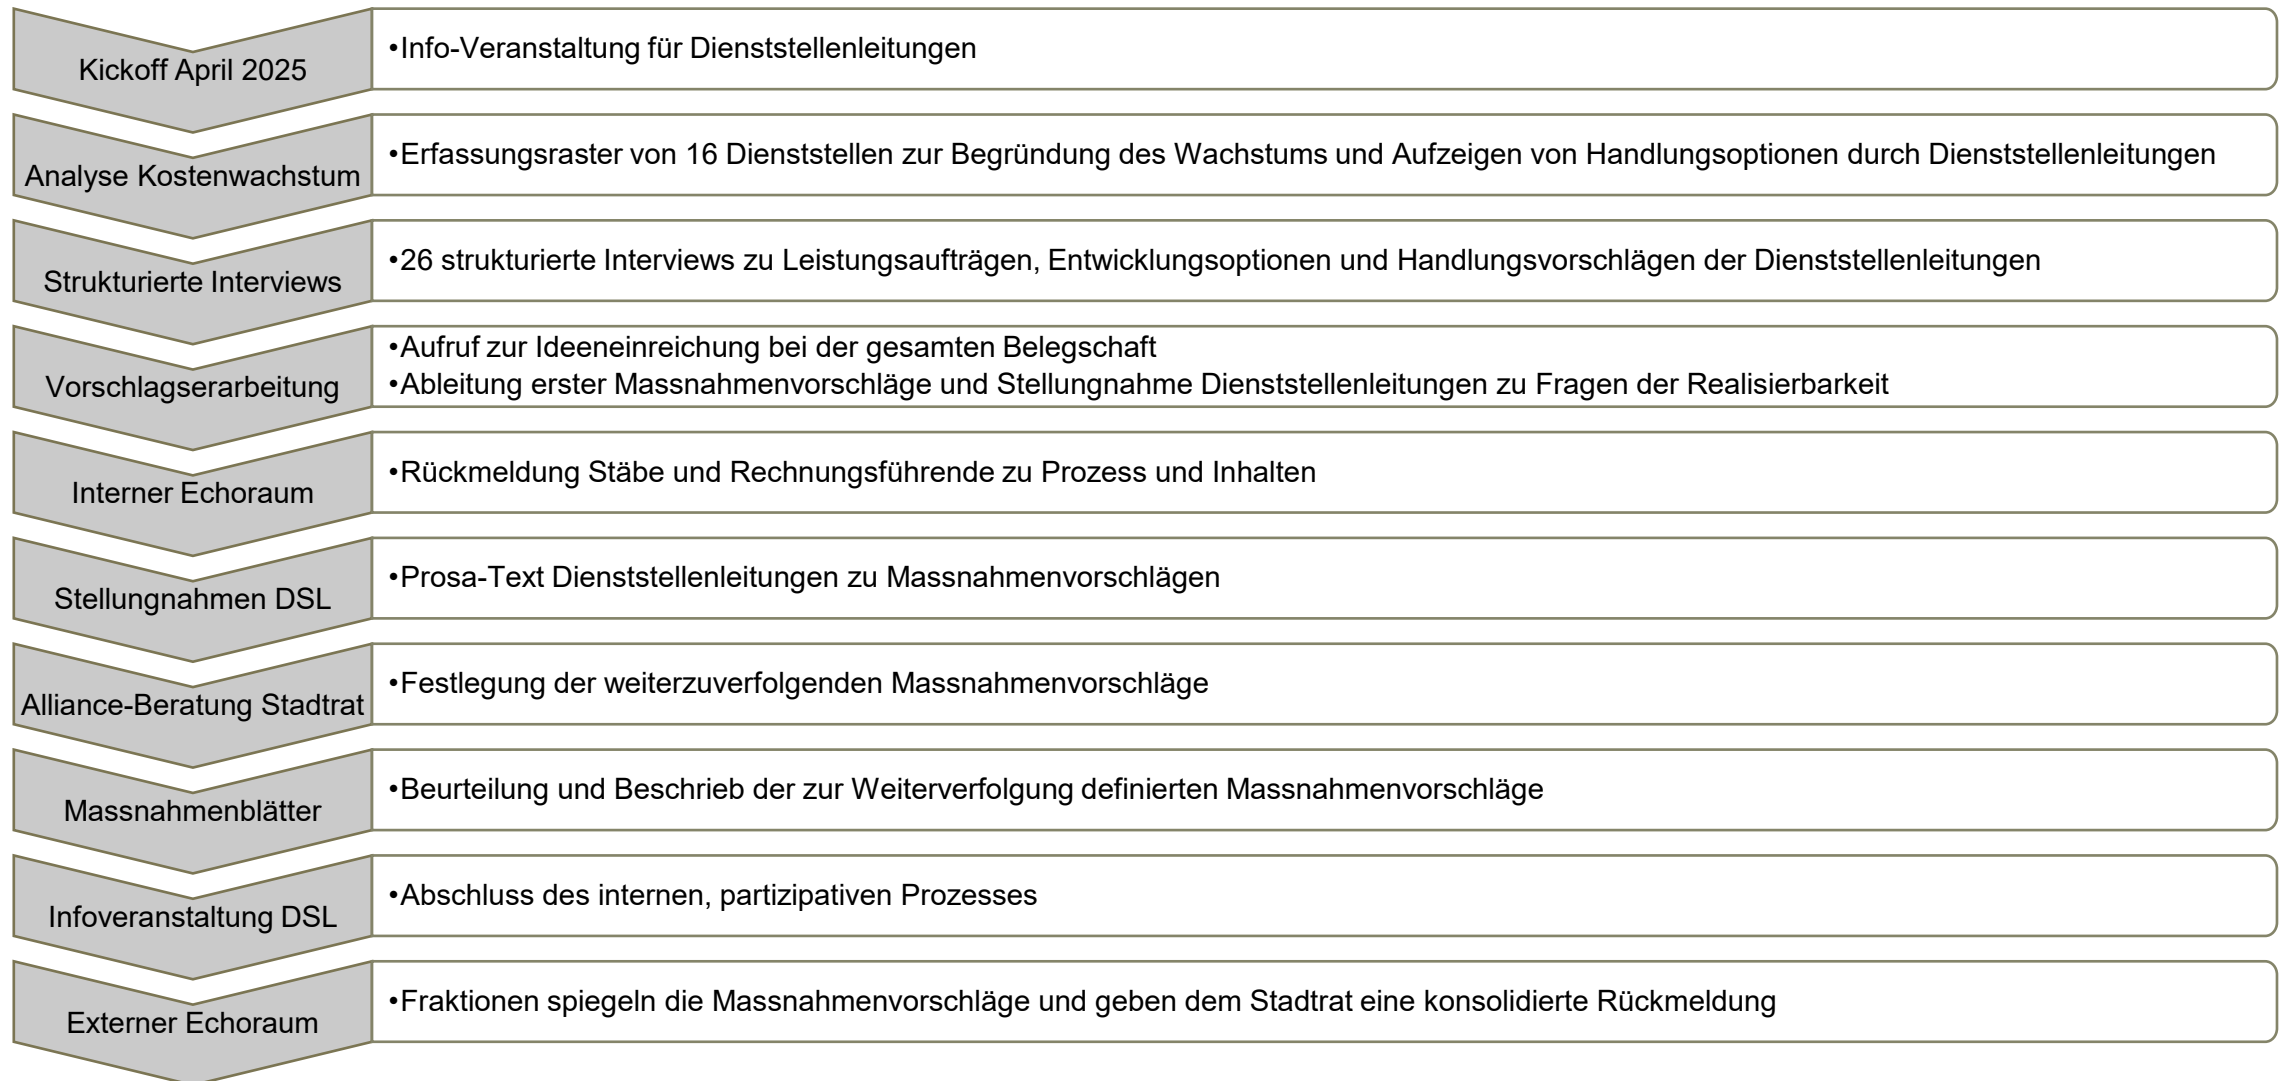 Kickoff April 2025
•Info-Veranstaltung für Dienststellenleitungen
Analyse Kostenwachstum
•Erfassungsraster von 16 Dienststellen zur Begründung des Wachstums und Aufzeigen von Handlungsoptionen durch Dienststellenleitungen
Strukturierte Interviews
•26 strukturierte Interviews zu Leistungsaufträgen, Entwicklungsoptionen und Handlungsvorschlägen der Dienststellenleitungen
Vorschlagserarbeitung
•Aufruf zur Ideeneinreichung bei der gesamten Belegschaft
•Ableitung erster Massnahmenvorschläge und Stellungnahme Dienststellenleitungen zu Fragen der Realisierbarkeit
Interner Echoraum
•Rückmeldung Stäbe und Rechnungsführende zu Prozess und Inhalten
Stellungnahmen DSL
•Prosa-Text Dienststellenleitungen zu Massnahmenvorschlägen
Alliance-Beratung Stadtrat
•Festlegung der weiterzuverfolgenden Massnahmenvorschläge
Massnahmenblätter
•Beurteilung und Beschrieb der zur Weiterverfolgung definierten Massnahmenvorschläge
Infoveranstaltung DSL
•Abschluss des internen, partizipativen Prozesses
Externer Echoraum
•Fraktionen spiegeln die Massnahmenvorschläge und geben dem Stadtrat eine konsolidierte Rückmeldung